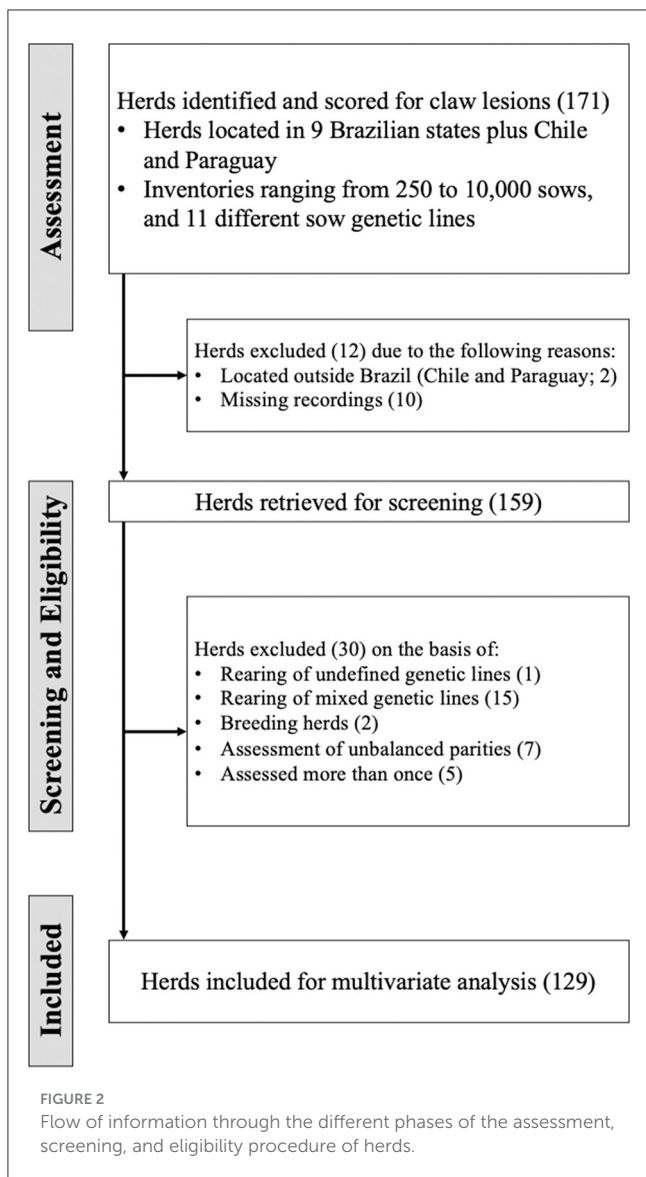 Assessment
Herds identified and scored for claw lesions (171)
• Herds located in 9 Brazilian states plus Chile
and Paraguay
• Inventories ranging from 250 to 10,000 sows,
and 11 different sow genetic lines
Herds excluded (12) due to the following reasons:
• Located outside Brazil (Chile and Paraguay; 2)
• Missing recordings (10)
Screening and Eligibility
Herds retrieved for screening (159)
Herds excluded (30) on the basis of:
• Rearing of undefined genetic lines (1)
• Rearing of mixed genetic lines (15)
• Breeding herds (2)
• Assessment of unbalanced parities (7)
• Assessed more than once (5)
Included
Herds included for multivariate analysis (129)
FIGURE 2
Flow of information through the different phases of the assessment,
screening, and eligibility procedure of herds.